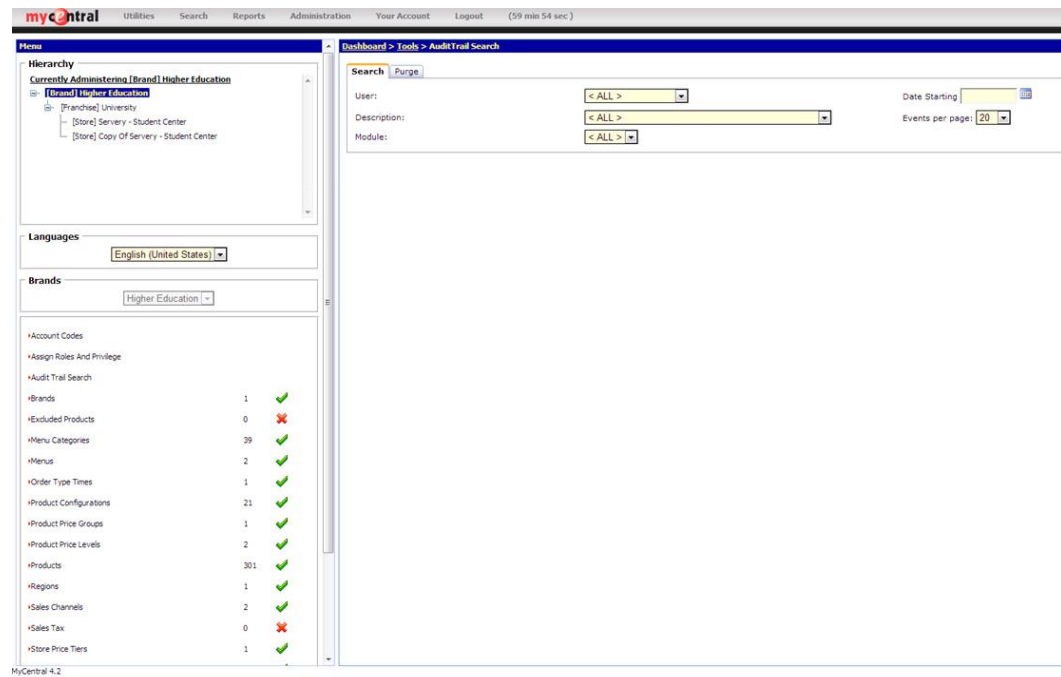 mycentral Utilities Search Reports Administration Your Account Logout (59 min 54 sec )
Menu
Hierarchy
Currently Administering [Brand] Higher Education
[Brand] Higher Education
[Franchise] University
[Store] Servery - Student Center
[Store] Copy Of Servery - Student Center
Languages
English (United States)
Brands
Higher Education
Account Codes
Assign Roles And Privilege
Audit Trail Search
Brands 1
Excluded Products 0
Menu Categories 39
Menus 2
Order Type Times 1
Product Configurations 21
Product Price Groups 1
Product Price Levels 2
Products 301
Regions 1
Sales Channels 2
Sales Tax 0
Store Price Tiers 1
Dashboard > Tools > AuditTrail Search
Search Purge
User: < ALL > Date Starting
Description: < ALL > Events per page: 20
Module: < ALL >
MyCentral 4.2